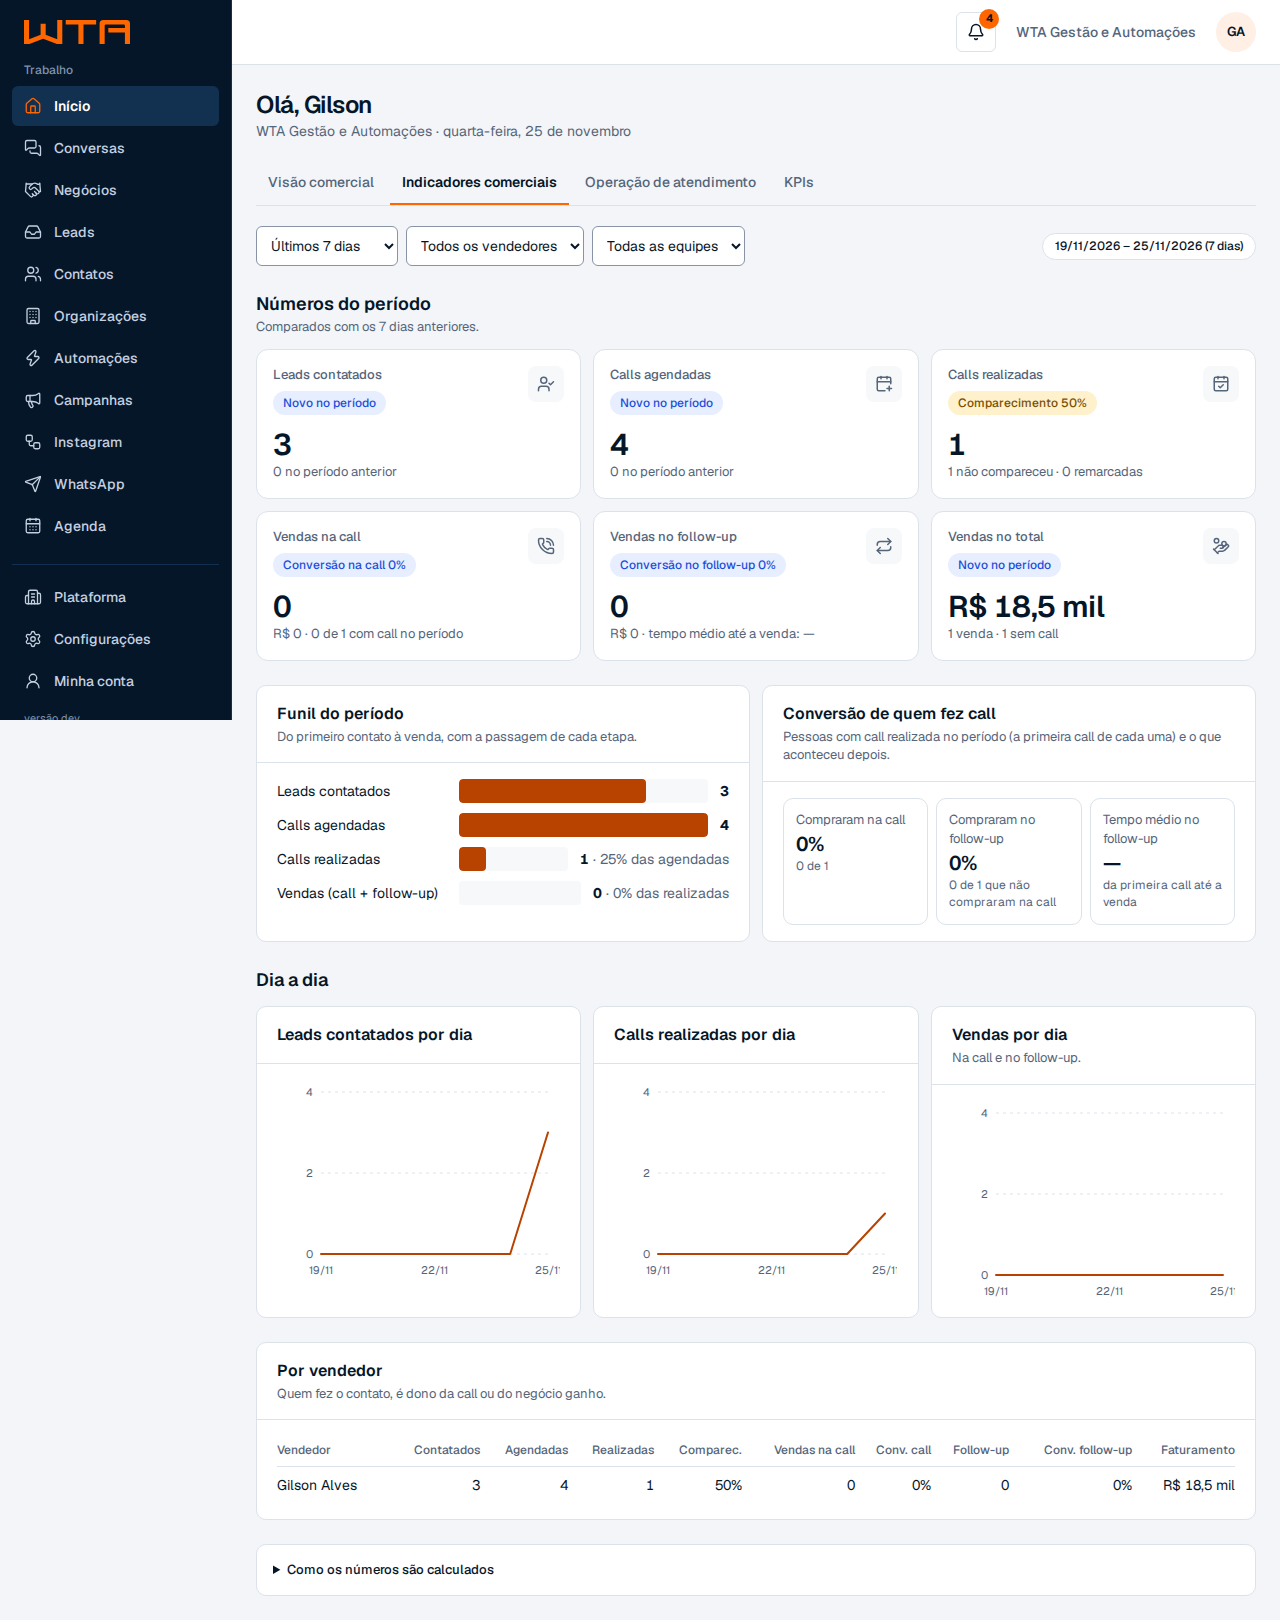 WTA
Trabalho
Início
Conversas
Negócios
Leads
Contatos
Organizações
Automações
Campanhas
Instagram
WhatsApp
Agenda
Plataforma
Configurações
Minha conta
versão dev
4
WTA Gestão e Automações
GA
Olá, Gilson
WTA Gestão e Automações · quarta-feira, 25 de novembro
Visão comercial
Indicadores comerciais
Operação de atendimento
KPIs
Últimos 7 dias
Todos os vendedores
Todas as equipes
19/11/2026 – 25/11/2026 (7 dias)
Números do período
Comparados com os 7 dias anteriores.
Leads contatados
Novo no período
3
0 no período anterior
Calls agendadas
Novo no período
4
0 no período anterior
Calls realizadas
Comparecimento 50%
1
1 não compareceu · 0 remarcadas
Vendas na call
Conversão na call 0%
0
R$ 0 · 0 de 1 com call no período
Vendas no follow-up
Conversão no follow-up 0%
0
R$ 0 · tempo médio até a venda: —
Vendas no total
Novo no período
R$ 18,5 mil
1 venda · 1 sem call
Funil do período
Do primeiro contato à venda, com a passagem de cada etapa.
Leads contatados 3
Calls agendadas 4
Calls realizadas 1 · 25% das agendadas
Vendas (call + follow-up) 0 · 0% das realizadas
Conversão de quem fez call
Pessoas com call realizada no período (a primeira call de cada uma) e o que
aconteceu depois.
Compraram na call
0%
0 de 1
Compraram no
follow-up
0%
0 de 1 que não
compraram na call
Tempo médio no
follow-up
—
da primeira call até a
venda
Dia a dia
Leads contatados por dia
4
2
0
19/11 22/11 25/1
Calls realizadas por dia
4
2
0
19/11 22/11 25/1
Vendas por dia
Na call e no follow-up.
4
2
0
19/11 22/11 25/1
Por vendedor
Quem fez o contato, é dono da call ou do negócio ganho.
Vendedor Contatados Agendadas Realizadas Comparec. Vendas na call Conv. call Follow-up Conv. follow-up Faturamento
Gilson Alves 3 4 1 50% 0 0% 0 0% R$ 18,5 mil
Como os números são calculados